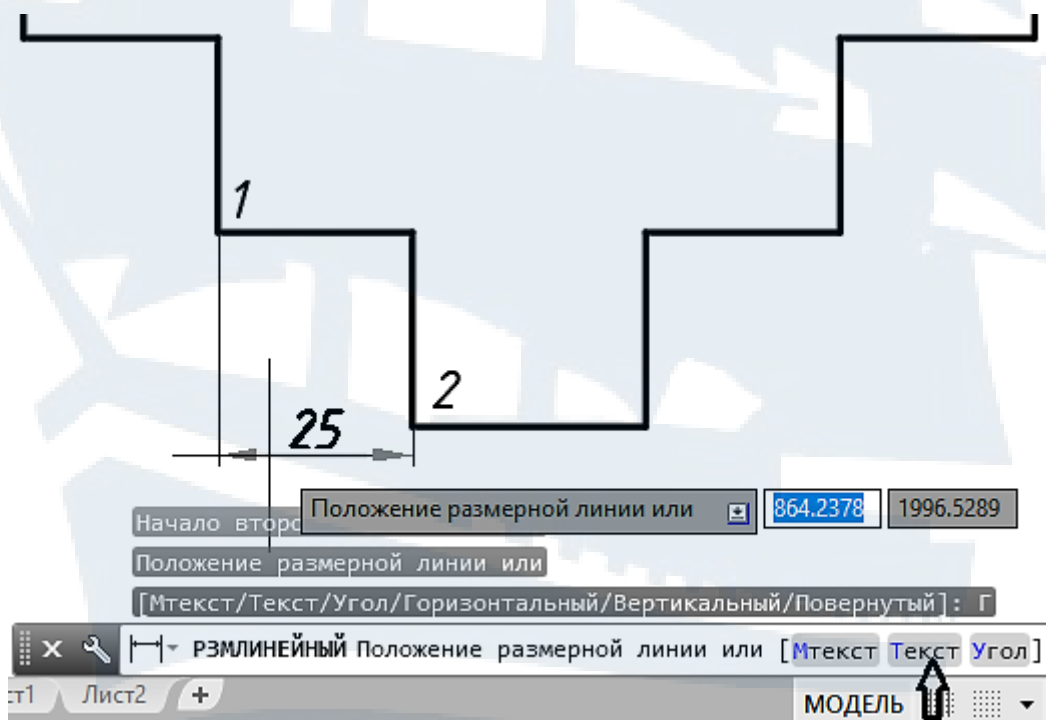 1
2
25
Положение размерной линии или 864.2378 1996.5289
Начало второ
Положение размерной линии или
[Мтекст/Текст/Угол/Горизонтальный/Вертикальный/Повернутый]: Г
РЗМЛИНЕЙНЫЙ Положение размерной линии или [Мтекст Текст Угол]
ст1 Лист2 + МОДЕЛЬ